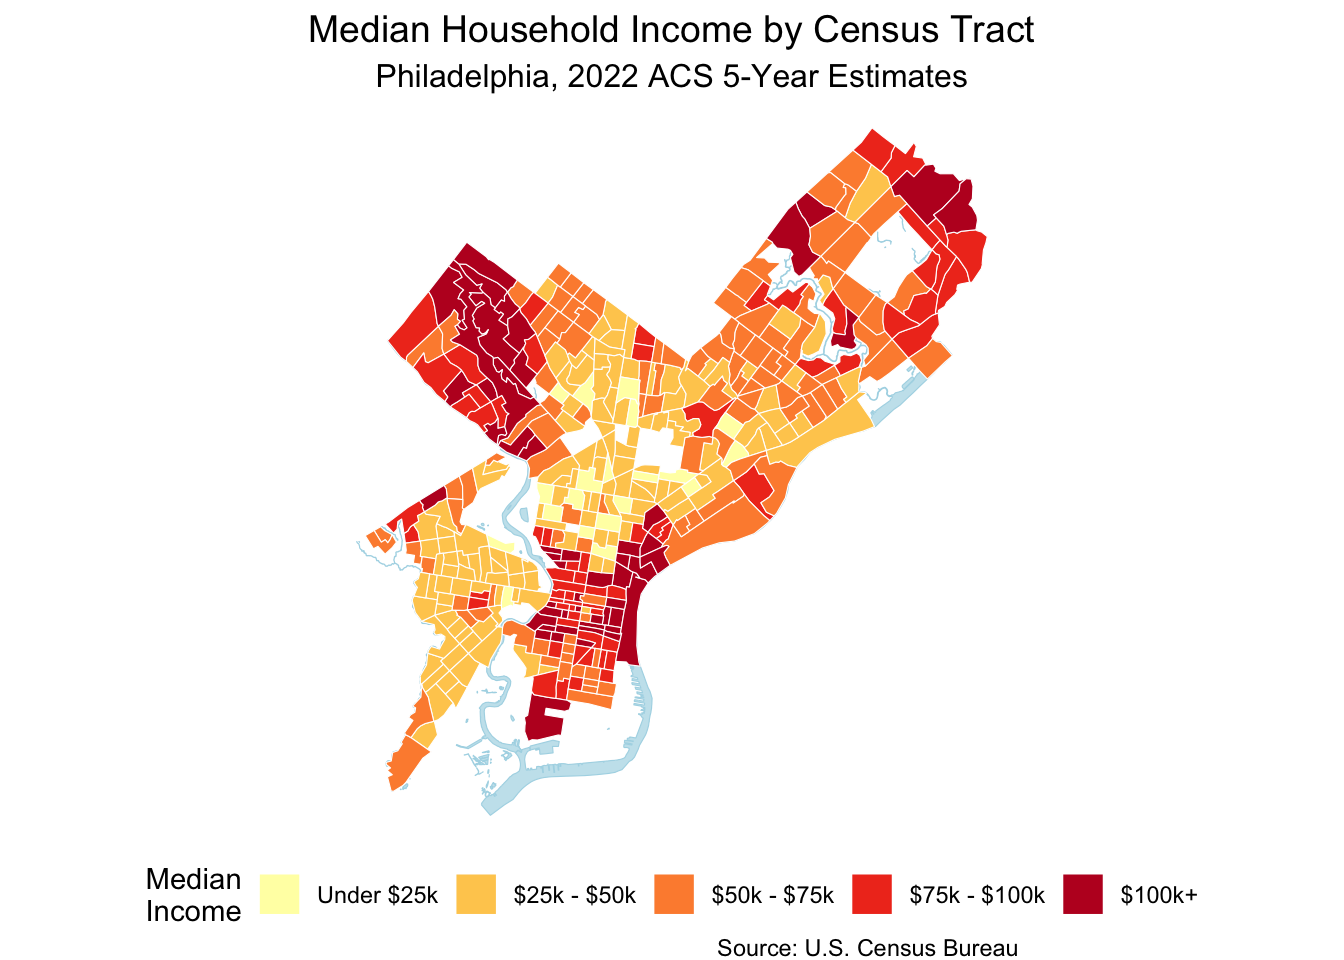 Median Household Income by Census Tract
Philadelphia, 2022 ACS 5-Year Estimates
Median
Income
Under $25k
$25k - $50k
$50k - $75k
$75k - $100k
$100k+
Source: U.S. Census Bureau